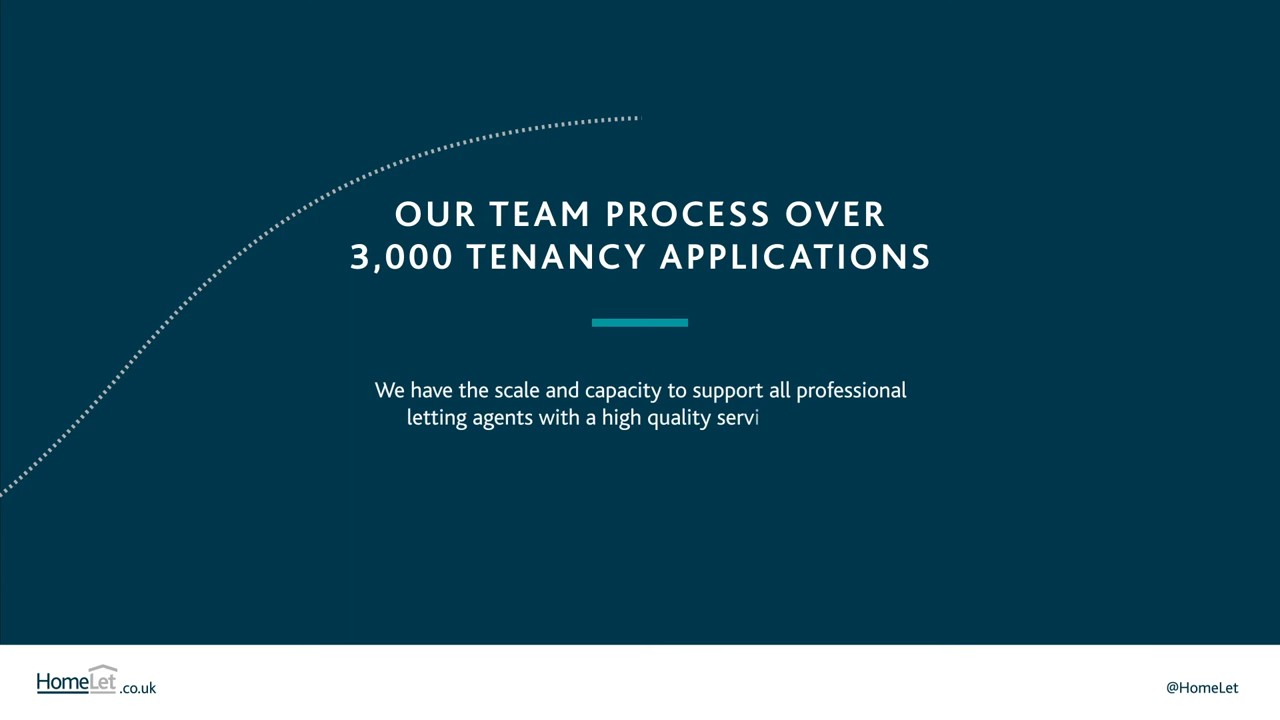 OUR TEAM PROCESS OVER
3,000 TENANCY APPLICATIONS
We have the scale and capacity to support all professional
letting agents with a high quality servi
HomeLet.co.uk
@HomeLet